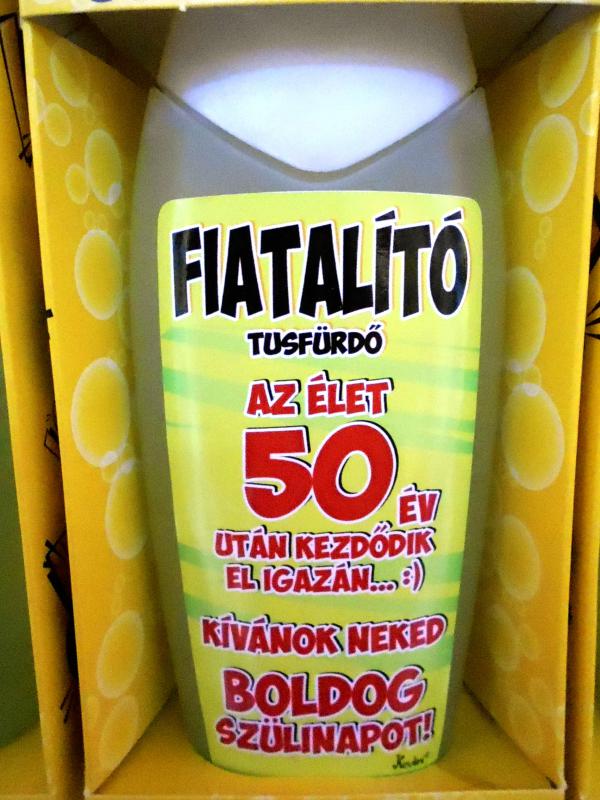 FIATALÍTÓ
TUSFÜRDŐ
AZ ÉLET
50
ÉV
UTÁN KEZDŐDIK
EL IGAZÁN... :)
KÍVÁNOK NEKED
BOLDOG
SZÜLINAPOT!